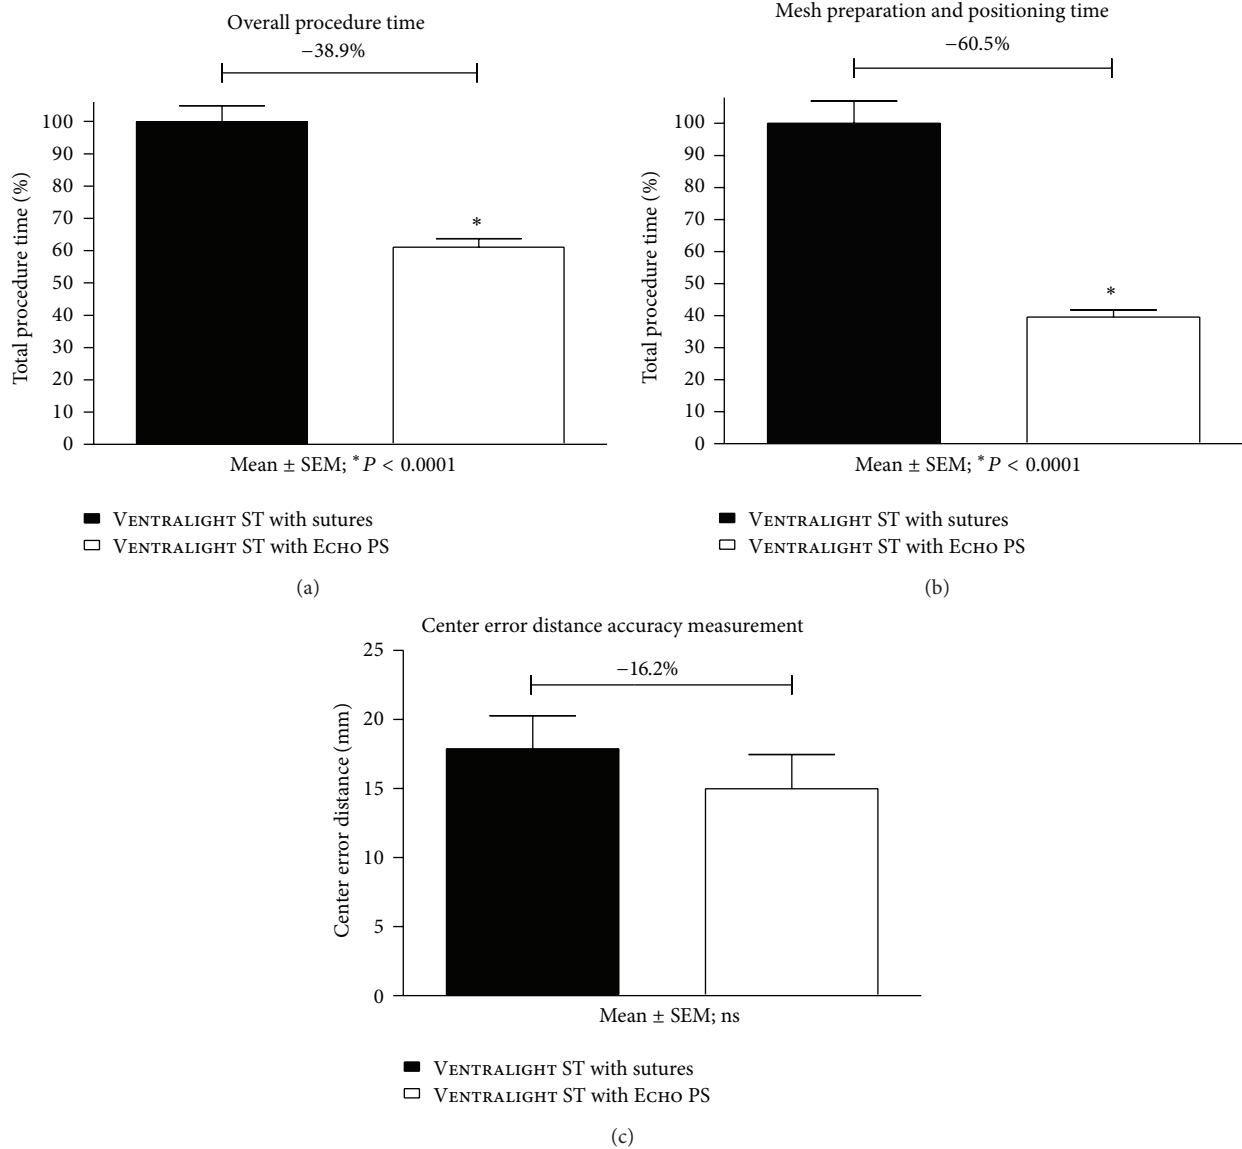 Overall procedure time
−38.9%
Total procedure time (%)
100
90
80
70
60
50
40
30
20
10
0
*
Mean ± SEM; *P < 0.0001
VENTRALIGHT ST with sutures
VENTRALIGHT ST with ECHO PS
(a)
Mesh preparation and positioning time
−60.5%
Total procedure time (%)
100
90
80
70
60
50
40
30
20
10
0
*
Mean ± SEM; *P < 0.0001
VENTRALIGHT ST with sutures
VENTRALIGHT ST with ECHO PS
(b)
Center error distance accuracy measurement
−16.2%
Center error distance (mm)
25
20
15
10
5
0
Mean ± SEM; ns
VENTRALIGHT ST with sutures
VENTRALIGHT ST with ECHO PS
(c)